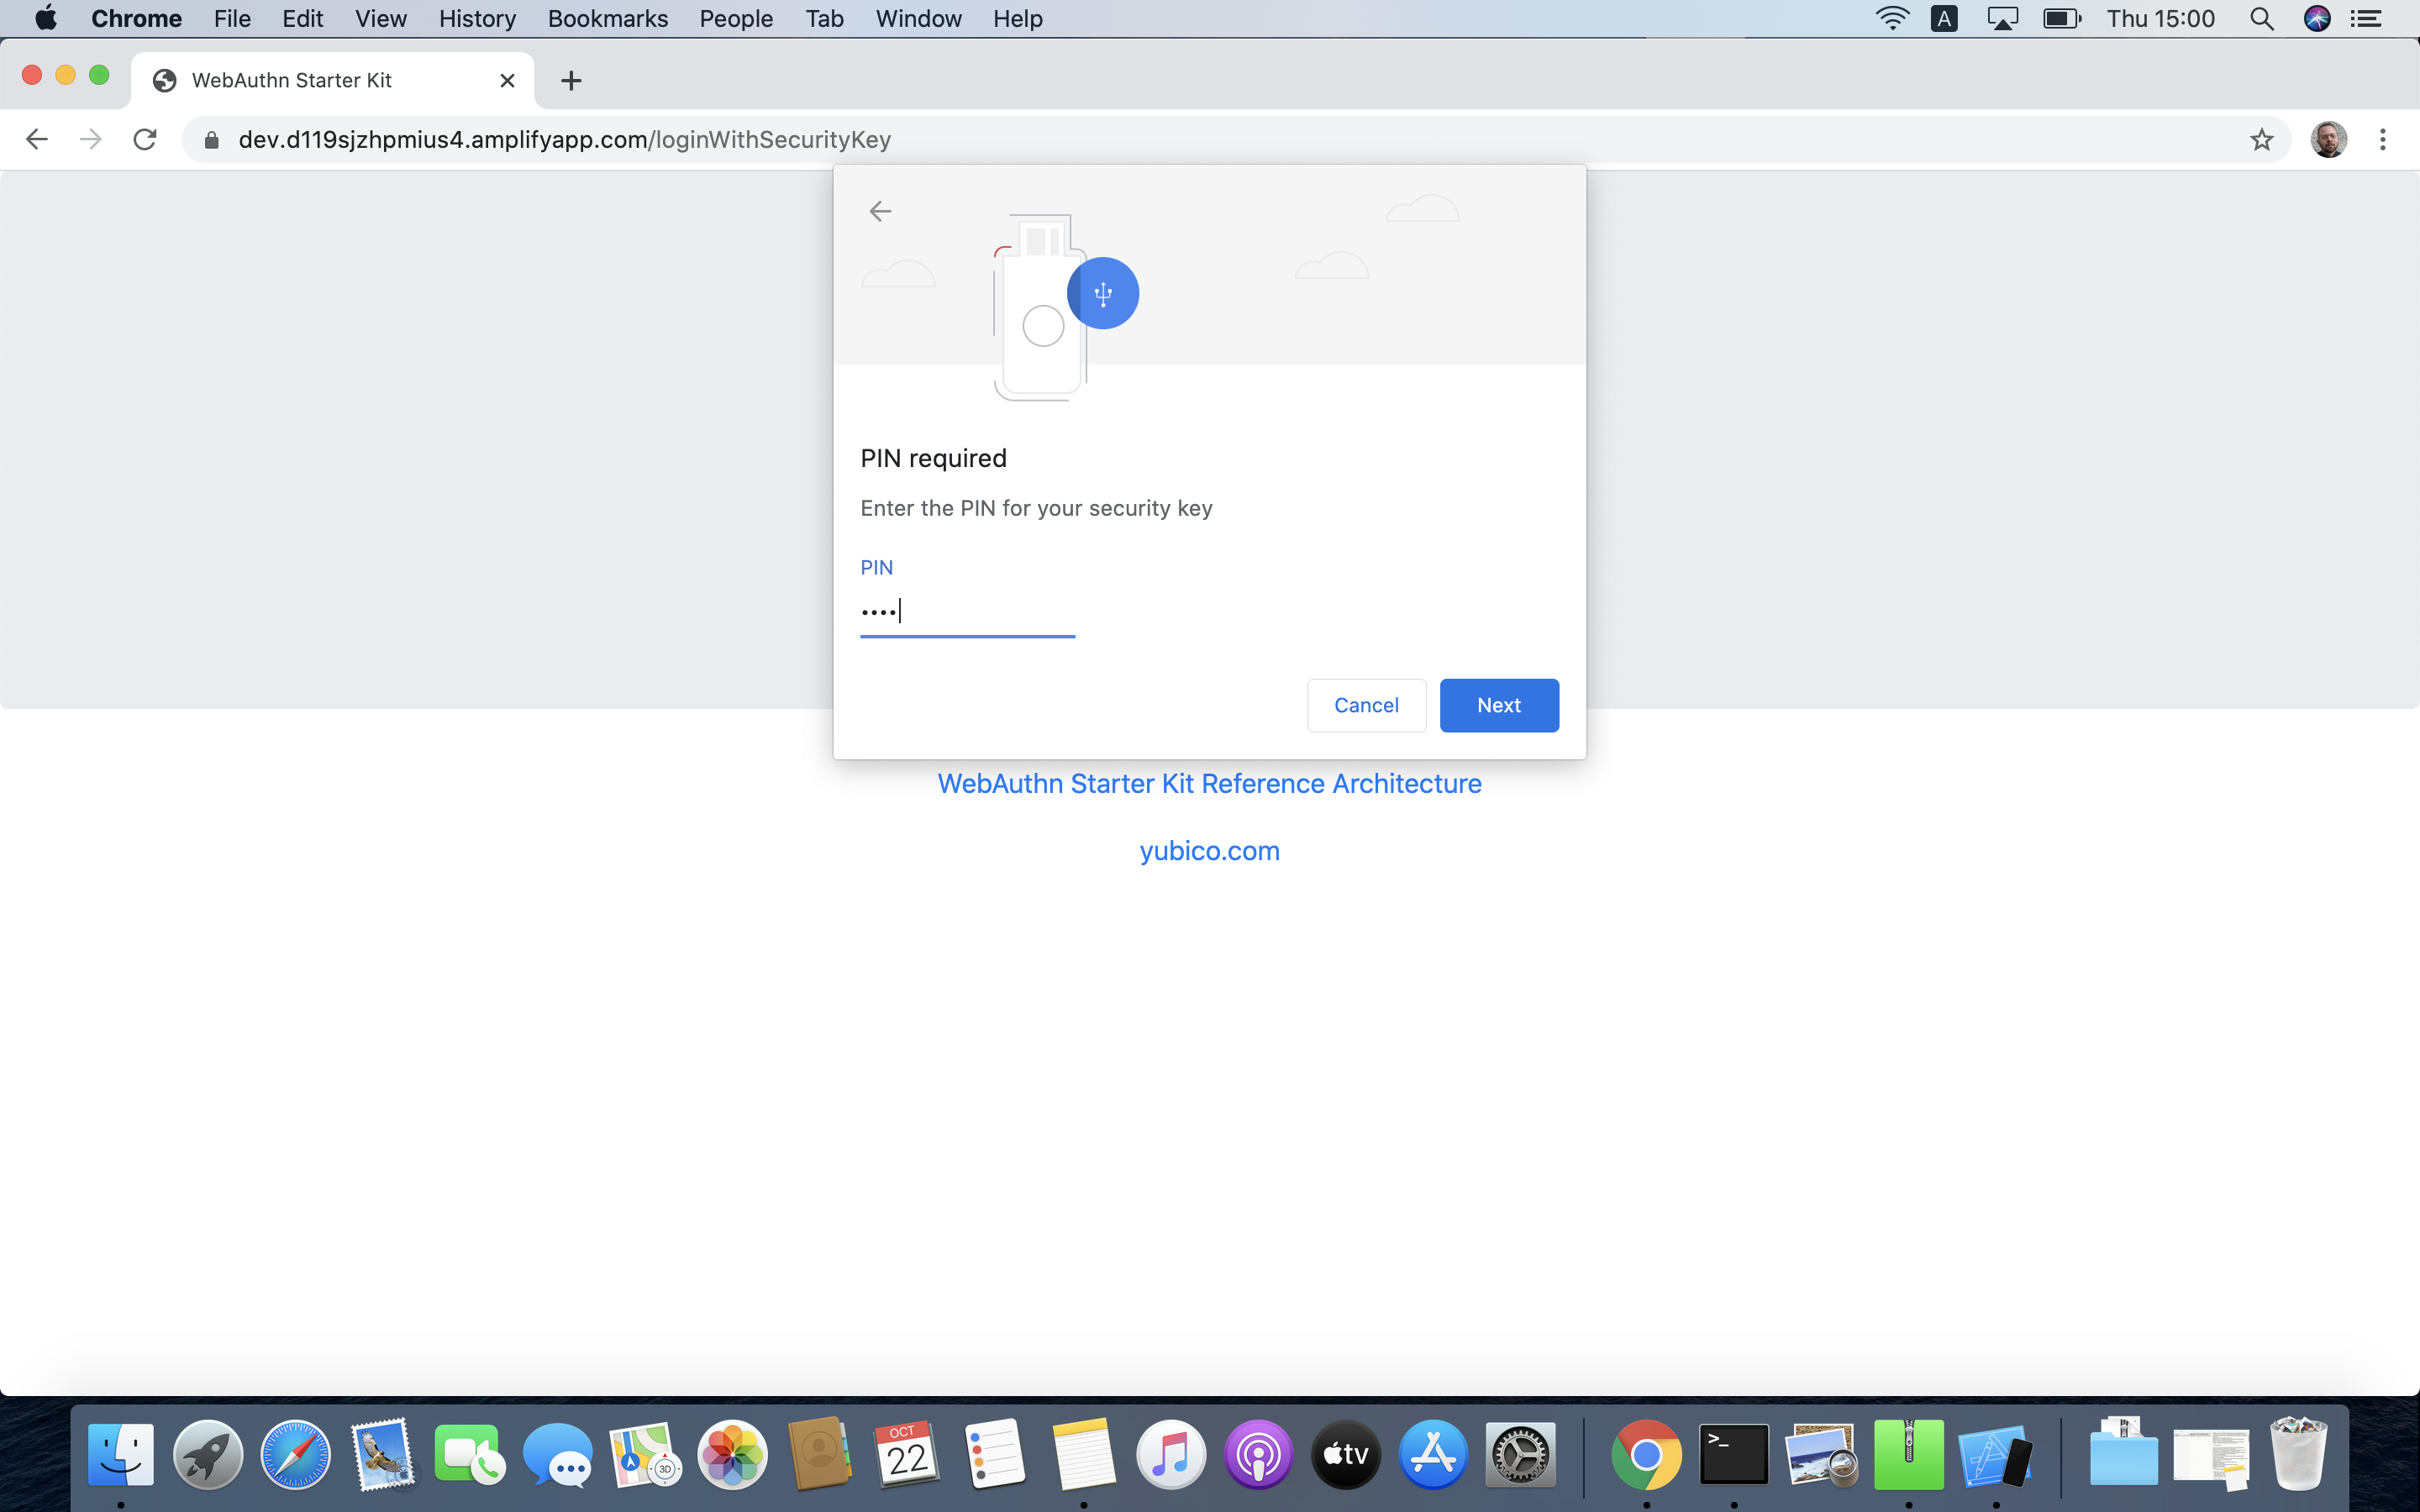 Chrome File Edit View History Bookmarks People Tab Window Help A Thu 15:00
WebAuthn Starter Kit
dev.d119sjzhpmius4.amplifyapp.com/loginWithSecurityKey
PIN required
Enter the PIN for your security key
PIN
••••
Cancel Next
WebAuthn Starter Kit Reference Architecture
yubico.com
OCT
22
3D
tv
>_